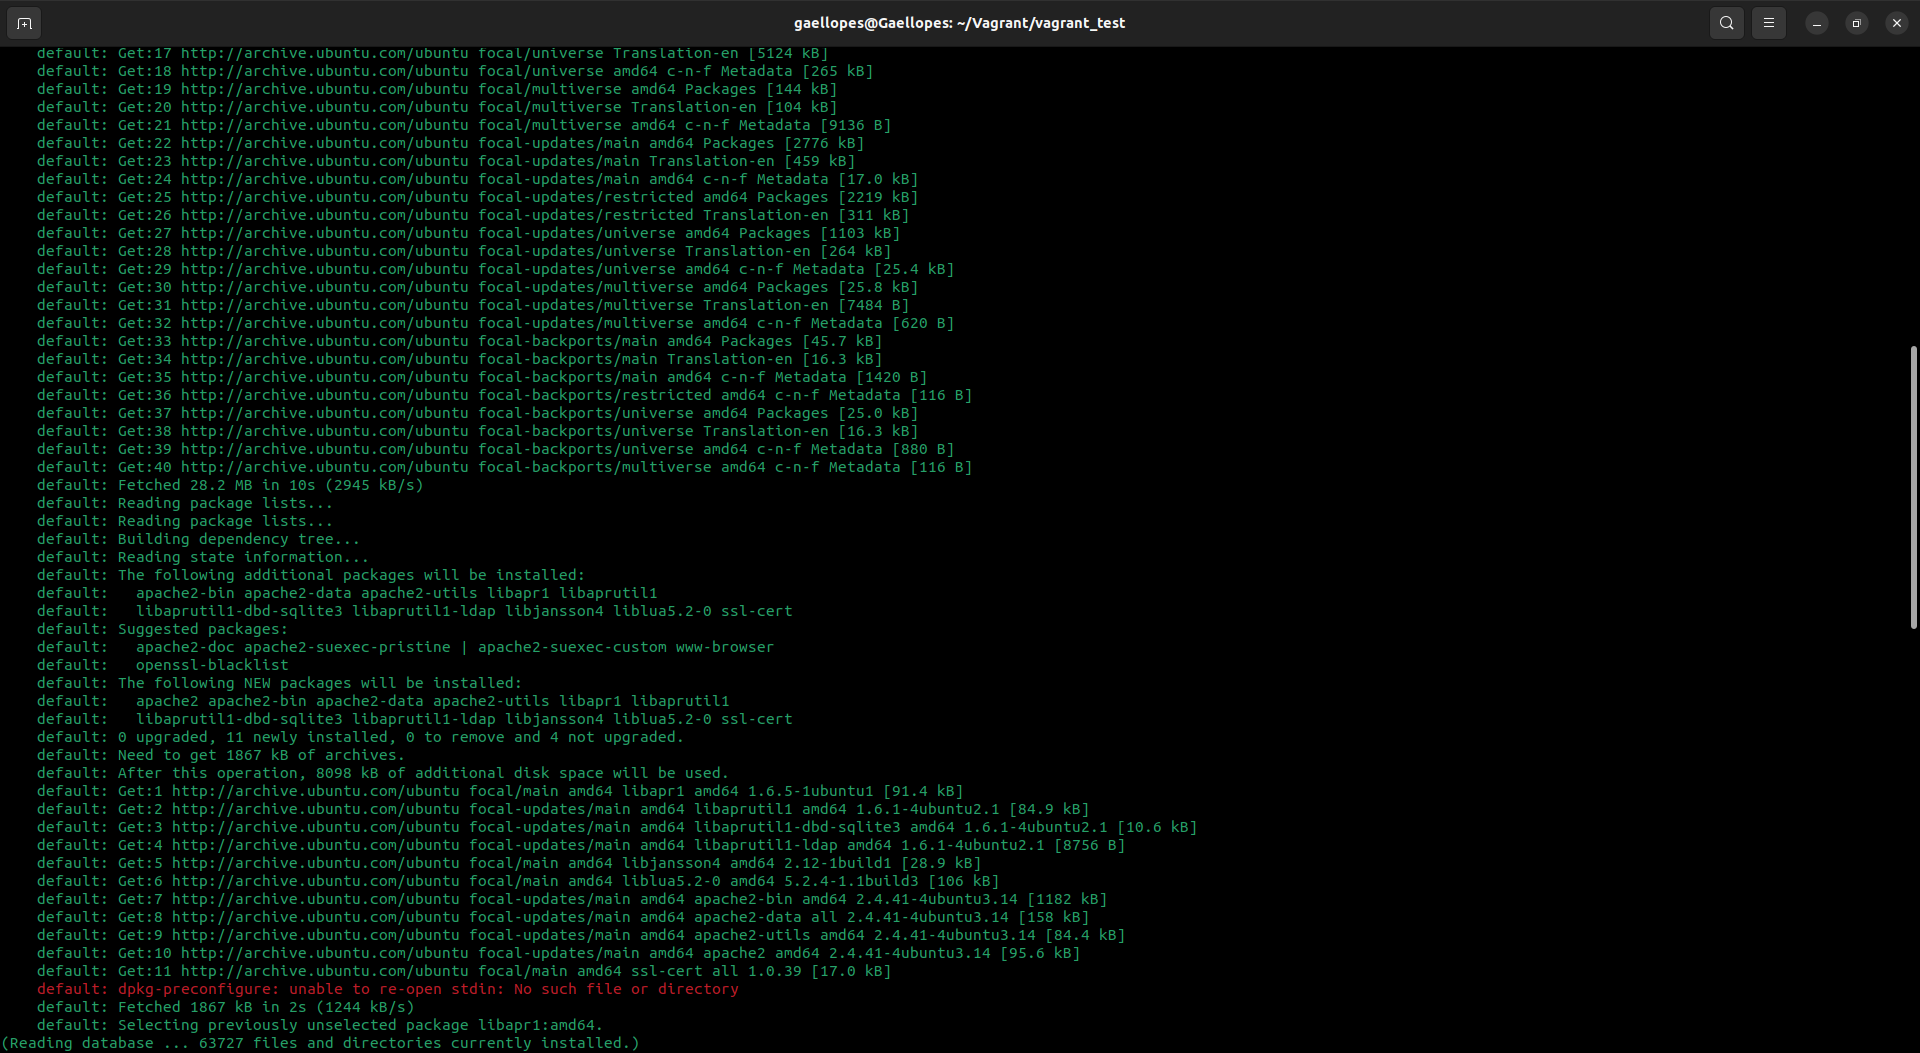 gaellopes@Gaellopes: ~/Vagrant/vagrant_test
default: Get:17 http://archive.ubuntu.com/ubuntu focal/universe Translation-en [5124 kB]
default: Get:18 http://archive.ubuntu.com/ubuntu focal/universe amd64 c-n-f Metadata [265 kB]
default: Get:19 http://archive.ubuntu.com/ubuntu focal/multiverse amd64 Packages [144 kB]
default: Get:20 http://archive.ubuntu.com/ubuntu focal/multiverse Translation-en [104 kB]
default: Get:21 http://archive.ubuntu.com/ubuntu focal/multiverse amd64 c-n-f Metadata [9136 B]
default: Get:22 http://archive.ubuntu.com/ubuntu focal-updates/main amd64 Packages [2776 kB]
default: Get:23 http://archive.ubuntu.com/ubuntu focal-updates/main Translation-en [459 kB]
default: Get:24 http://archive.ubuntu.com/ubuntu focal-updates/main amd64 c-n-f Metadata [17.0 kB]
default: Get:25 http://archive.ubuntu.com/ubuntu focal-updates/restricted amd64 Packages [2219 kB]
default: Get:26 http://archive.ubuntu.com/ubuntu focal-updates/restricted Translation-en [311 kB]
default: Get:27 http://archive.ubuntu.com/ubuntu focal-updates/universe amd64 Packages [1103 kB]
default: Get:28 http://archive.ubuntu.com/ubuntu focal-updates/universe Translation-en [264 kB]
default: Get:29 http://archive.ubuntu.com/ubuntu focal-updates/universe amd64 c-n-f Metadata [25.4 kB]
default: Get:30 http://archive.ubuntu.com/ubuntu focal-updates/multiverse amd64 Packages [25.8 kB]
default: Get:31 http://archive.ubuntu.com/ubuntu focal-updates/multiverse Translation-en [7484 B]
default: Get:32 http://archive.ubuntu.com/ubuntu focal-updates/multiverse amd64 c-n-f Metadata [620 B]
default: Get:33 http://archive.ubuntu.com/ubuntu focal-backports/main amd64 Packages [45.7 kB]
default: Get:34 http://archive.ubuntu.com/ubuntu focal-backports/main Translation-en [16.3 kB]
default: Get:35 http://archive.ubuntu.com/ubuntu focal-backports/main amd64 c-n-f Metadata [1420 B]
default: Get:36 http://archive.ubuntu.com/ubuntu focal-backports/restricted amd64 c-n-f Metadata [116 B]
default: Get:37 http://archive.ubuntu.com/ubuntu focal-backports/universe amd64 Packages [25.0 kB]
default: Get:38 http://archive.ubuntu.com/ubuntu focal-backports/universe Translation-en [16.3 kB]
default: Get:39 http://archive.ubuntu.com/ubuntu focal-backports/universe amd64 c-n-f Metadata [880 B]
default: Get:40 http://archive.ubuntu.com/ubuntu focal-backports/multiverse amd64 c-n-f Metadata [116 B]
default: Fetched 28.2 MB in 10s (2945 kB/s)
default: Reading package lists...
default: Reading package lists...
default: Building dependency tree...
default: Reading state information...
default: The following additional packages will be installed:
default:   apache2-bin apache2-data apache2-utils libapr1 libaprutil1
default:   libaprutil1-dbd-sqlite3 libaprutil1-ldap libjansson4 liblua5.2-0 ssl-cert
default: Suggested packages:
default:   apache2-doc apache2-suexec-pristine | apache2-suexec-custom www-browser
default:   openssl-blacklist
default: The following NEW packages will be installed:
default:   apache2 apache2-bin apache2-data apache2-utils libapr1 libaprutil1
default:   libaprutil1-dbd-sqlite3 libaprutil1-ldap libjansson4 liblua5.2-0 ssl-cert
default: 0 upgraded, 11 newly installed, 0 to remove and 4 not upgraded.
default: Need to get 1867 kB of archives.
default: After this operation, 8098 kB of additional disk space will be used.
default: Get:1 http://archive.ubuntu.com/ubuntu focal/main amd64 libapr1 amd64 1.6.5-1ubuntu1 [91.4 kB]
default: Get:2 http://archive.ubuntu.com/ubuntu focal-updates/main amd64 libaprutil1 amd64 1.6.1-4ubuntu2.1 [84.9 kB]
default: Get:3 http://archive.ubuntu.com/ubuntu focal-updates/main amd64 libaprutil1-dbd-sqlite3 amd64 1.6.1-4ubuntu2.1 [10.6 kB]
default: Get:4 http://archive.ubuntu.com/ubuntu focal-updates/main amd64 libaprutil1-ldap amd64 1.6.1-4ubuntu2.1 [8756 B]
default: Get:5 http://archive.ubuntu.com/ubuntu focal/main amd64 libjansson4 amd64 2.12-1build1 [28.9 kB]
default: Get:6 http://archive.ubuntu.com/ubuntu focal/main amd64 liblua5.2-0 amd64 5.2.4-1.1build3 [106 kB]
default: Get:7 http://archive.ubuntu.com/ubuntu focal-updates/main amd64 apache2-bin amd64 2.4.41-4ubuntu3.14 [1182 kB]
default: Get:8 http://archive.ubuntu.com/ubuntu focal-updates/main amd64 apache2-data all 2.4.41-4ubuntu3.14 [158 kB]
default: Get:9 http://archive.ubuntu.com/ubuntu focal-updates/main amd64 apache2-utils amd64 2.4.41-4ubuntu3.14 [84.4 kB]
default: Get:10 http://archive.ubuntu.com/ubuntu focal-updates/main amd64 apache2 amd64 2.4.41-4ubuntu3.14 [95.6 kB]
default: Get:11 http://archive.ubuntu.com/ubuntu focal/main amd64 ssl-cert all 1.0.39 [17.0 kB]
default: dpkg-preconfigure: unable to re-open stdin: No such file or directory
default: Fetched 1867 kB in 2s (1244 kB/s)
default: Selecting previously unselected package libapr1:amd64.
(Reading database ... 63727 files and directories currently installed.)